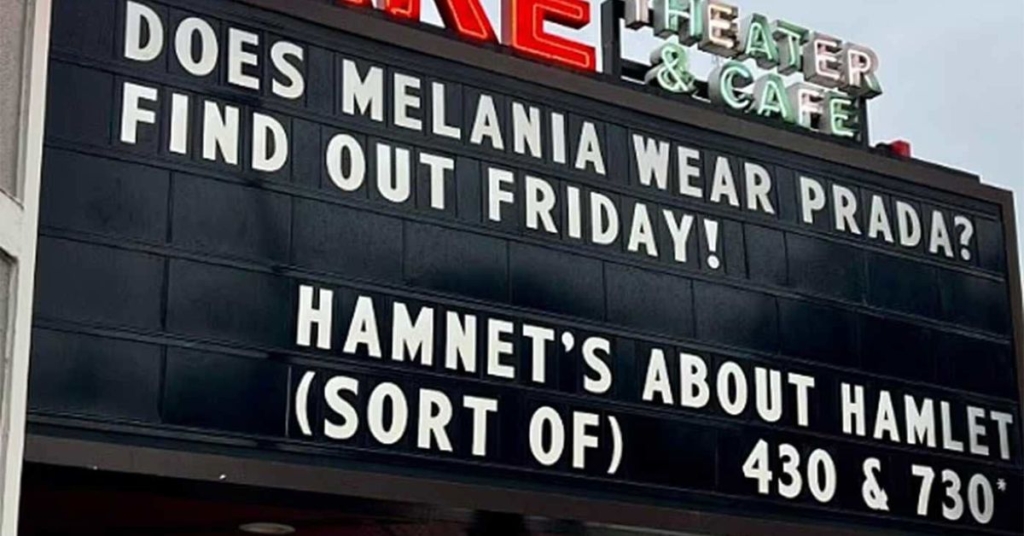 THEATER
& CAFE
DOES MELANIA WEAR PRADA?
FIND OUT FRIDAY!
HAMNET'S ABOUT HAMLET
(SORT OF) 430 & 730*